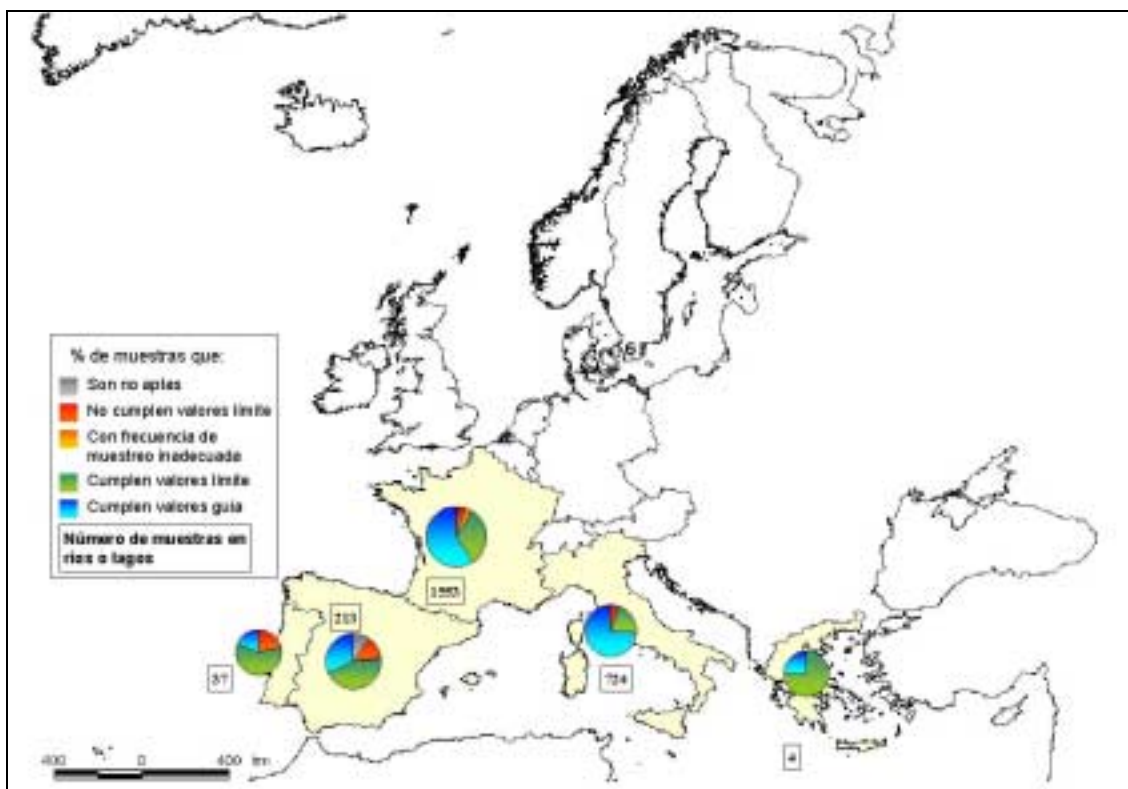 % de muestras que:
Son no aptas
No cumplen valores límite
Con frecuencia de
muestreo inadecuada
Cumplen valores límite
Cumplen valores guía
Número de muestras en
ríos o lagos
213
37
724
4
400 0 400 km